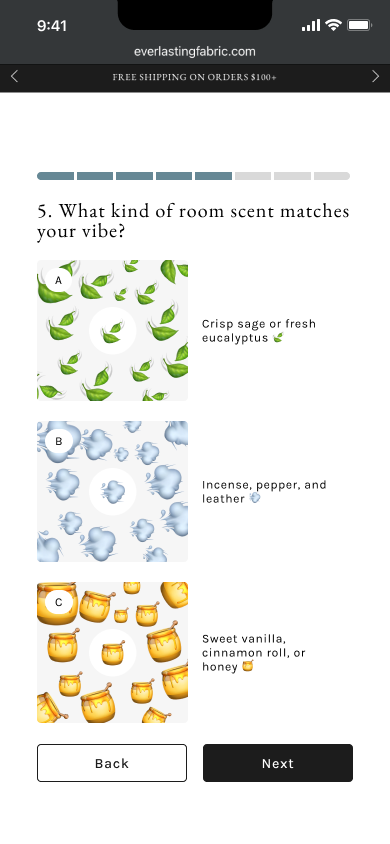 9:41
everlastingfabric.com
FREE SHIPPING ON ORDERS $100+
5. What kind of room scent matches
your vibe?
A
Crisp sage or fresh
eucalyptus 🍃
B
Incense, pepper, and
leather 💨
C
Sweet vanilla,
cinnamon roll, or
honey 🍯
Back
Next